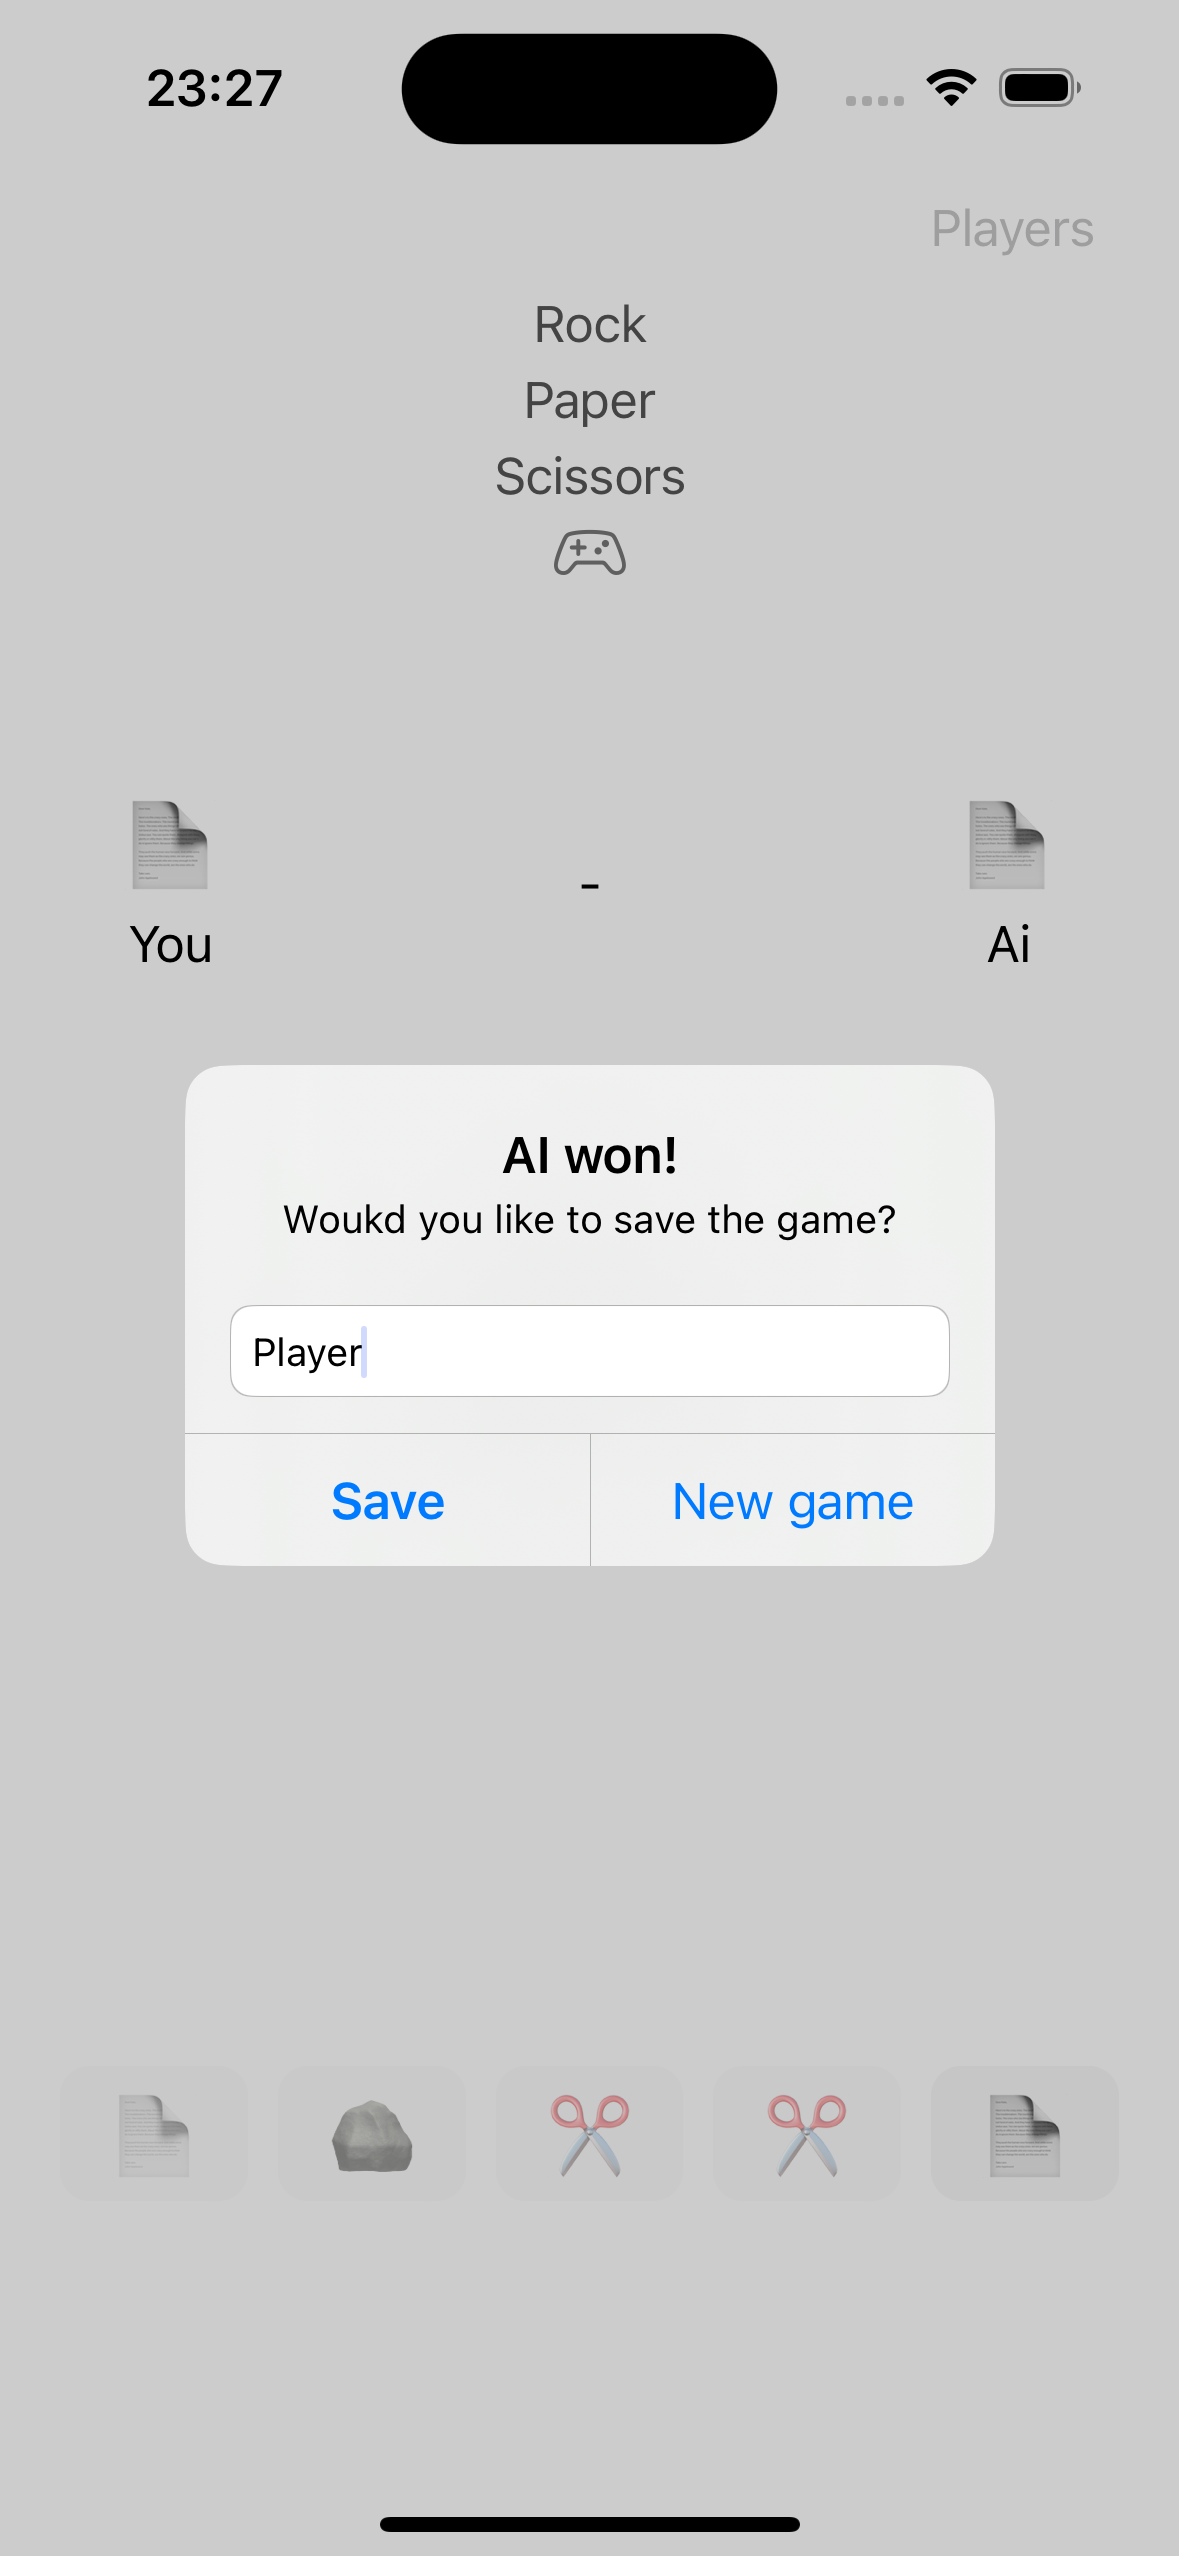 23:27
Players
Rock
Paper
Scissors
-
You
Ai
AI won!
Woukd you like to save the game?
Player
Save
New game